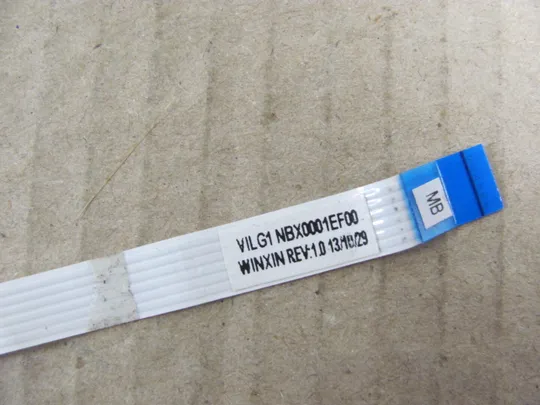 VILG1 NBX0001EF00
WINXIN REV:1.0 13/10/29
MB